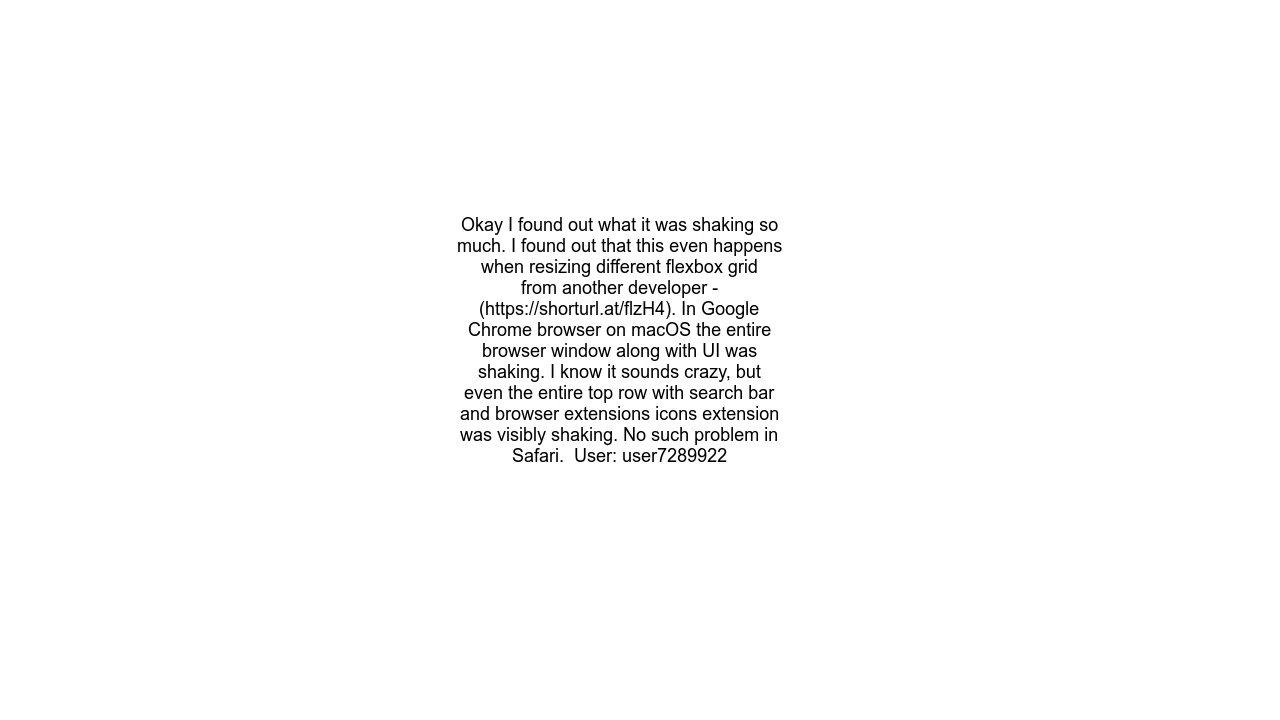 Okay I found out what it was shaking so
much. I found out that this even happens
when resizing different flexbox grid
from another developer -
(https://shorturl.at/flzH4). In Google
Chrome browser on macOS the entire
browser window along with UI was
shaking. I know it sounds crazy, but
even the entire top row with search bar
and browser extensions icons extension
was visibly shaking. No such problem in
Safari.  User: user7289922